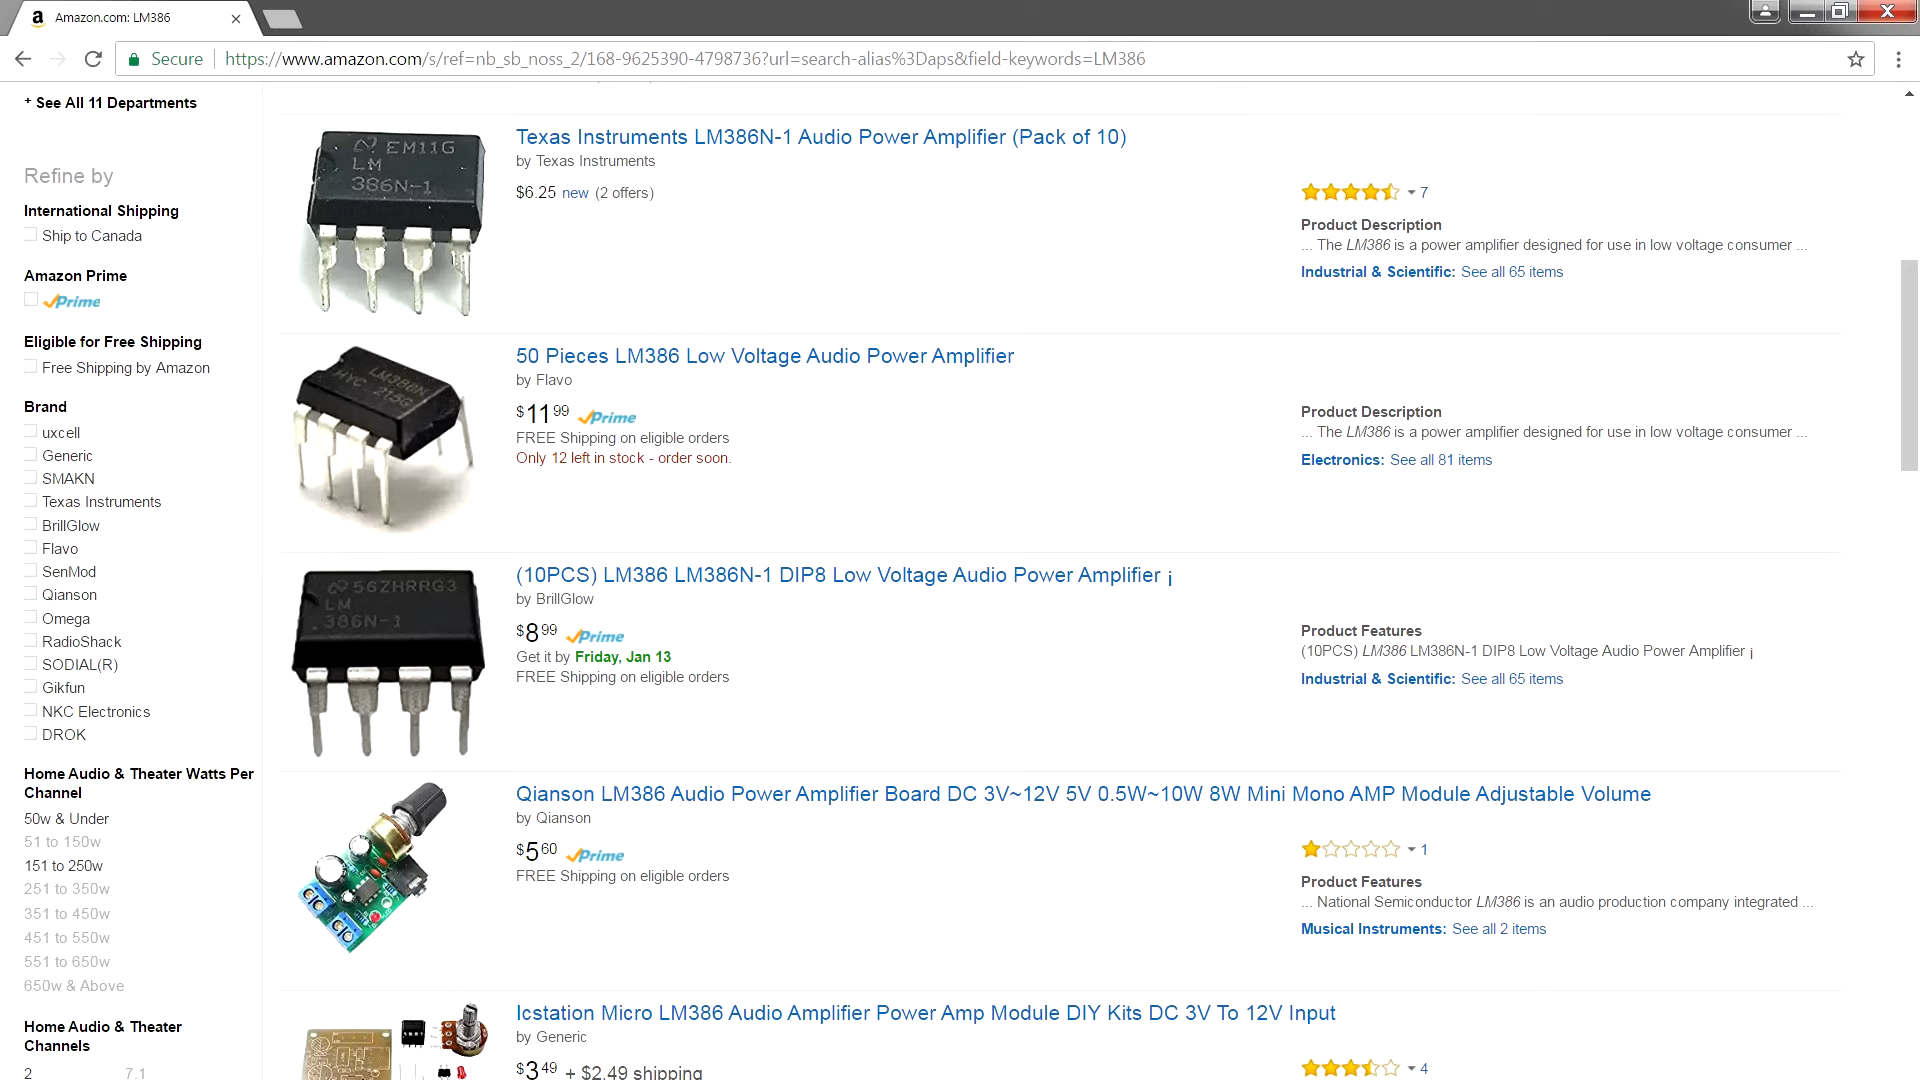 Amazon.com: LM386
Secure https://www.amazon.com/s/ref=nb_sb_noss_2/168-9625390-4798736?url=search-alias%3Daps&field-keywords=LM386
+ See All 11 Departments
Refine by
International Shipping
Ship to Canada
Amazon Prime
Prime
Eligible for Free Shipping
Free Shipping by Amazon
Brand
uxcell
Generic
SMAKN
Texas Instruments
BrillGlow
Flavo
SenMod
Qianson
Omega
RadioShack
SODIAL(R)
Gikfun
NKC Electronics
DROK
Home Audio & Theater Watts Per
Channel
50w & Under
51 to 150w
151 to 250w
251 to 350w
351 to 450w
451 to 550w
551 to 650w
650w & Above
Home Audio & Theater
Channels
2 7.1
EM11G
LM
386N-1
Texas Instruments LM386N-1 Audio Power Amplifier (Pack of 10)
by Texas Instruments
$6.25 new (2 offers)
7
Product Description
... The LM386 is a power amplifier designed for use in low voltage consumer ...
Industrial & Scientific: See all 65 items
HYC 215G
50 Pieces LM386 Low Voltage Audio Power Amplifier
by Flavo
$11 99 Prime
FREE Shipping on eligible orders
Only 12 left in stock - order soon.
Product Description
... The LM386 is a power amplifier designed for use in low voltage consumer ...
Electronics: See all 81 items
56ZHRRG3
LM
386N-1
(10PCS) LM386 LM386N-1 DIP8 Low Voltage Audio Power Amplifier ¡
by BrillGlow
$8 99 Prime
Get it by Friday, Jan 13
FREE Shipping on eligible orders
Product Features
(10PCS) LM386 LM386N-1 DIP8 Low Voltage Audio Power Amplifier ¡
Industrial & Scientific: See all 65 items
Qianson LM386 Audio Power Amplifier Board DC 3V~12V 5V 0.5W~10W 8W Mini Mono AMP Module Adjustable Volume
by Qianson
$5 60 Prime
FREE Shipping on eligible orders
1
Product Features
... National Semiconductor LM386 is an audio production company integrated ...
Musical Instruments: See all 2 items
Icstation Micro LM386 Audio Amplifier Power Amp Module DIY Kits DC 3V To 12V Input
by Generic
$3 49 + $2.49 shipping
4